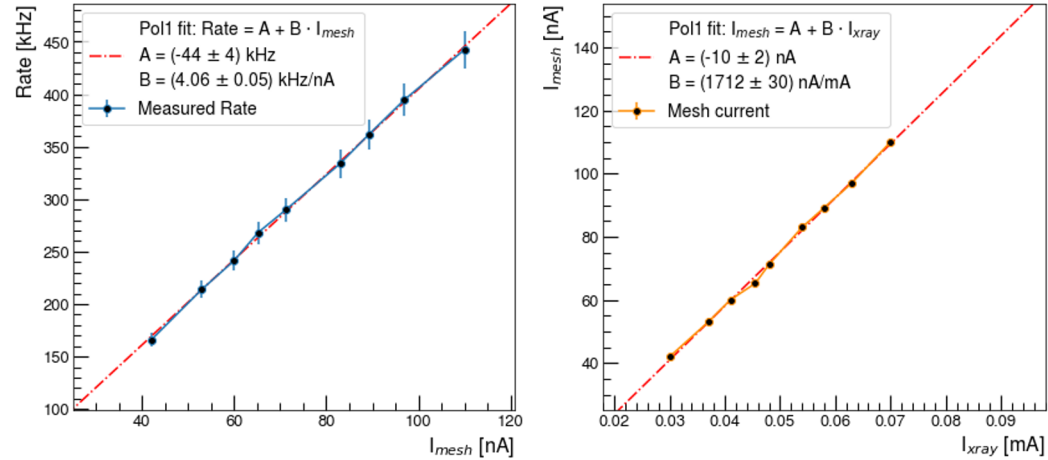 Rate [kHz]
Pol1 fit: Rate = A + B · I_mesh
A = (-44 ± 4) kHz
B = (4.06 ± 0.05) kHz/nA
Measured Rate
450
400
350
300
250
200
150
100
40 60 80 100 120
I_mesh [nA]
I_mesh [nA]
Pol1 fit: I_mesh = A + B · I_xray
A = (-10 ± 2) nA
B = (1712 ± 30) nA/mA
Mesh current
140
120
100
80
60
40
0.02 0.03 0.04 0.05 0.06 0.07 0.08 0.09
I_xray [mA]